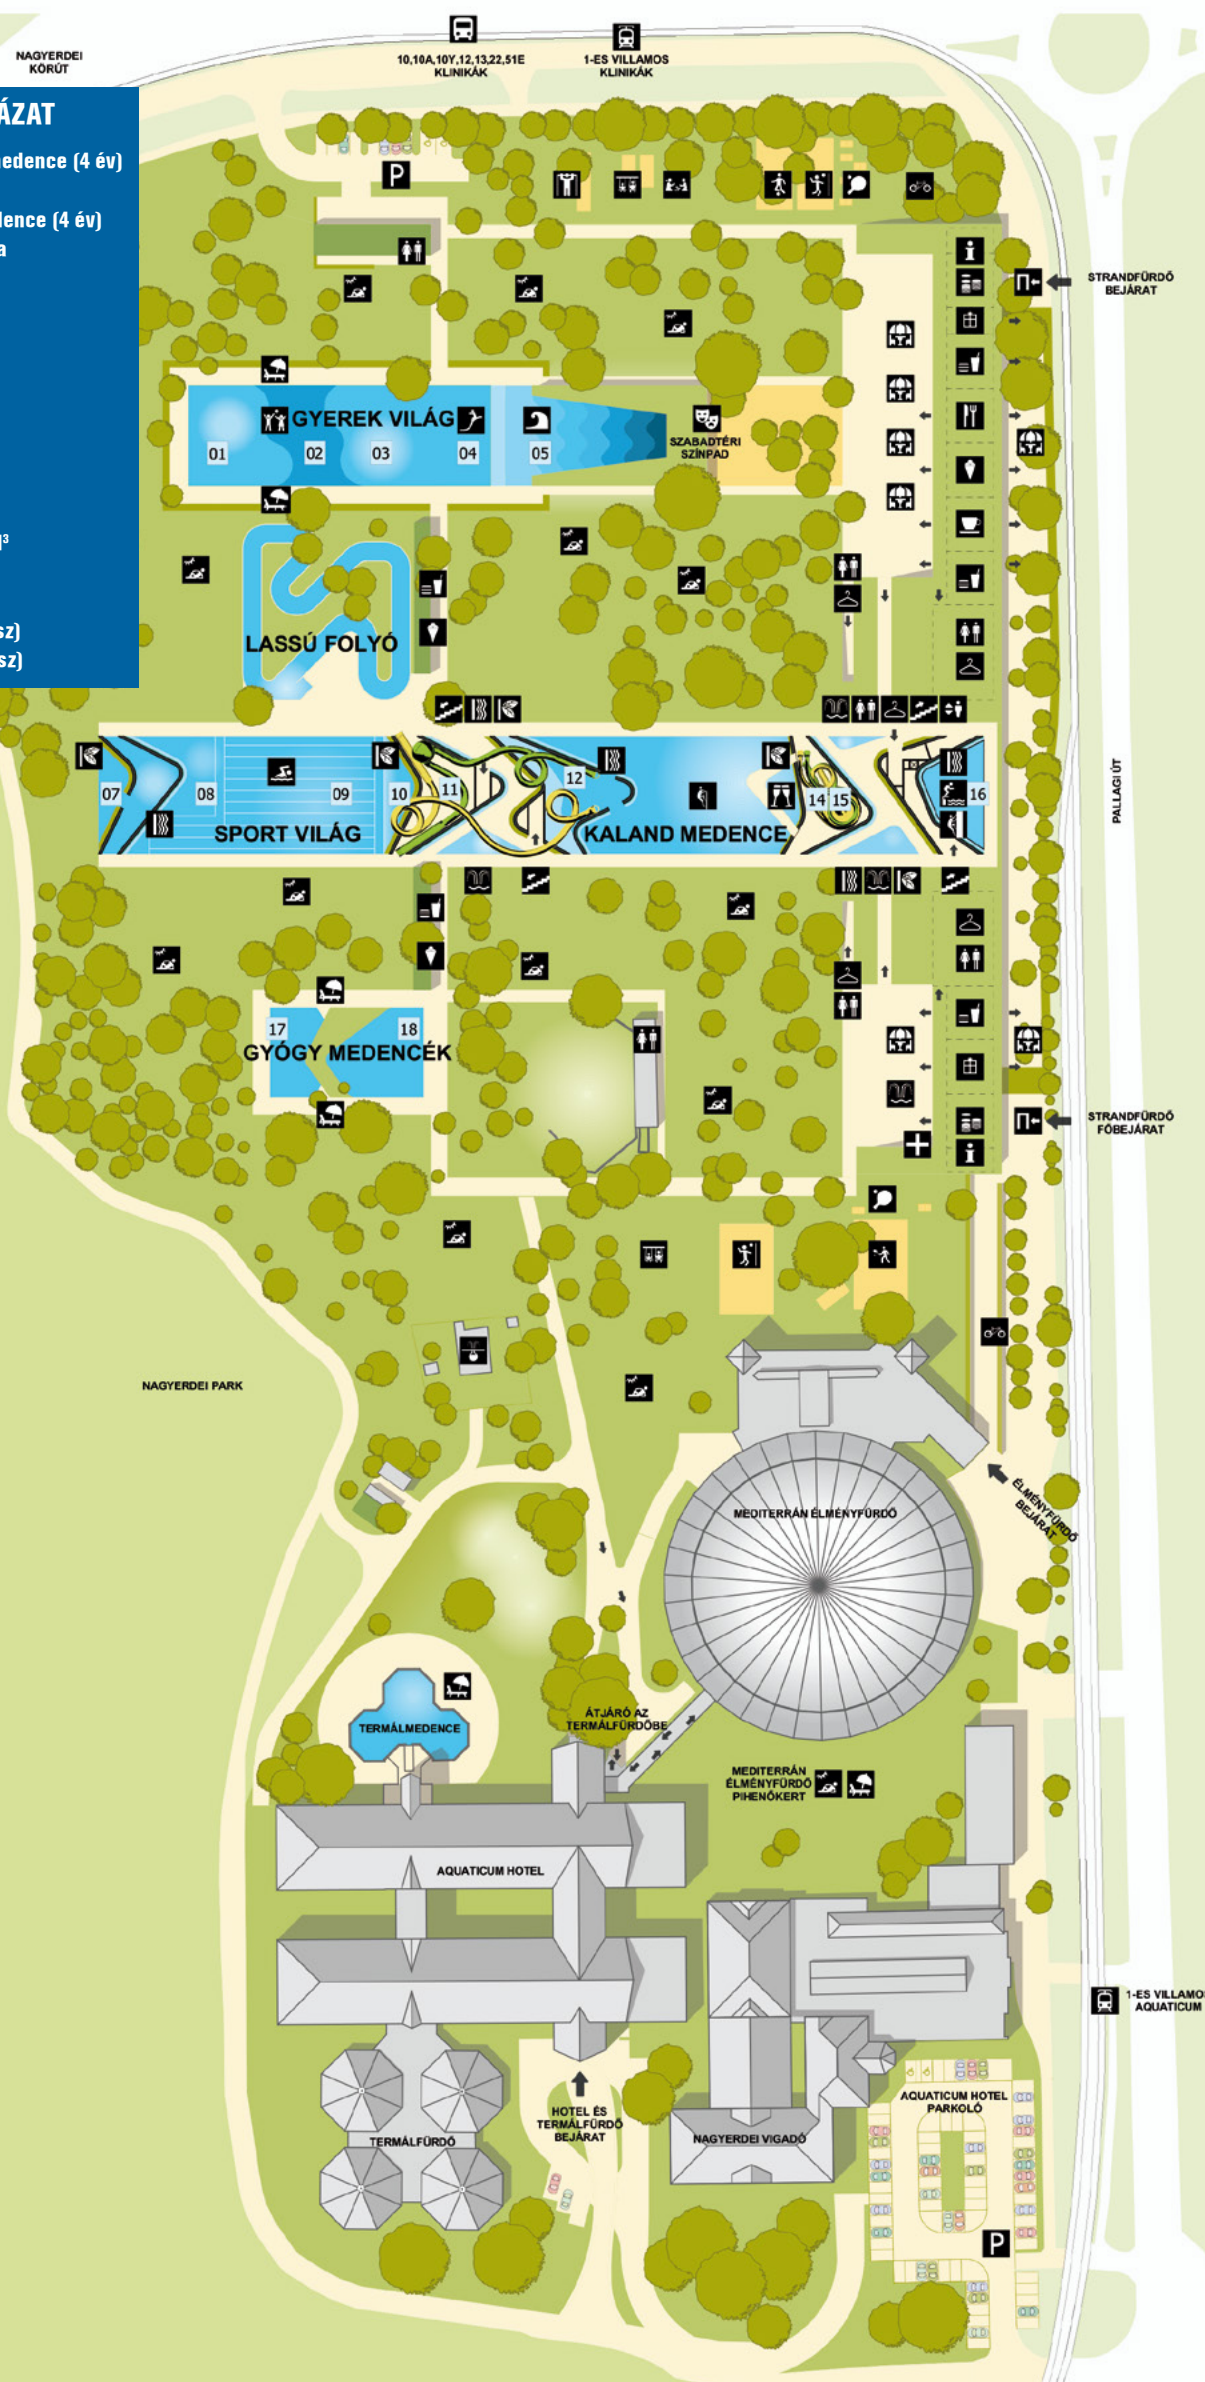 NAGYERDEI
KÖRÚT
10,10A,10Y,12,13,22,51E
KLINIKÁK
1-ES VILLAMOS
KLINIKÁK
ÁZAT
medence (4 év)
dence (4 év)
a
sz)
sz)
P
STRANDFÜRDŐ
BEJÁRAT
GYEREK VILÁG
01
02
03
04
05
SZABADTÉRI
SZÍNPAD
LASSÚ FOLYÓ
07
08
09
10
11
12
14
15
16
SPORT VILÁG
KALAND MEDENCE
PALLAGI ÚT
17
18
GYÓGY MEDENCÉK
STRANDFÜRDŐ
FŐBEJÁRAT
NAGYERDEI PARK
ÉLMÉNYFÜRDŐ
BEJÁRAT
MEDITERRÁN ÉLMÉNYFÜRDŐ
ÁTJÁRÓ AZ
TERMÁLFÜRDŐBE
TERMÁLMEDENCE
MEDITERRÁN
ÉLMÉNYFÜRDŐ
PIHENŐKERT
AQUATICUM HOTEL
1-ES VILLAMO
AQUATICUM
AQUATICUM HOTEL
PARKOLÓ
HOTEL ÉS
TERMÁLFÜRDŐ
BEJÁRAT
TERMÁLFÜRDŐ
NAGYERDEI VIGADÓ
P